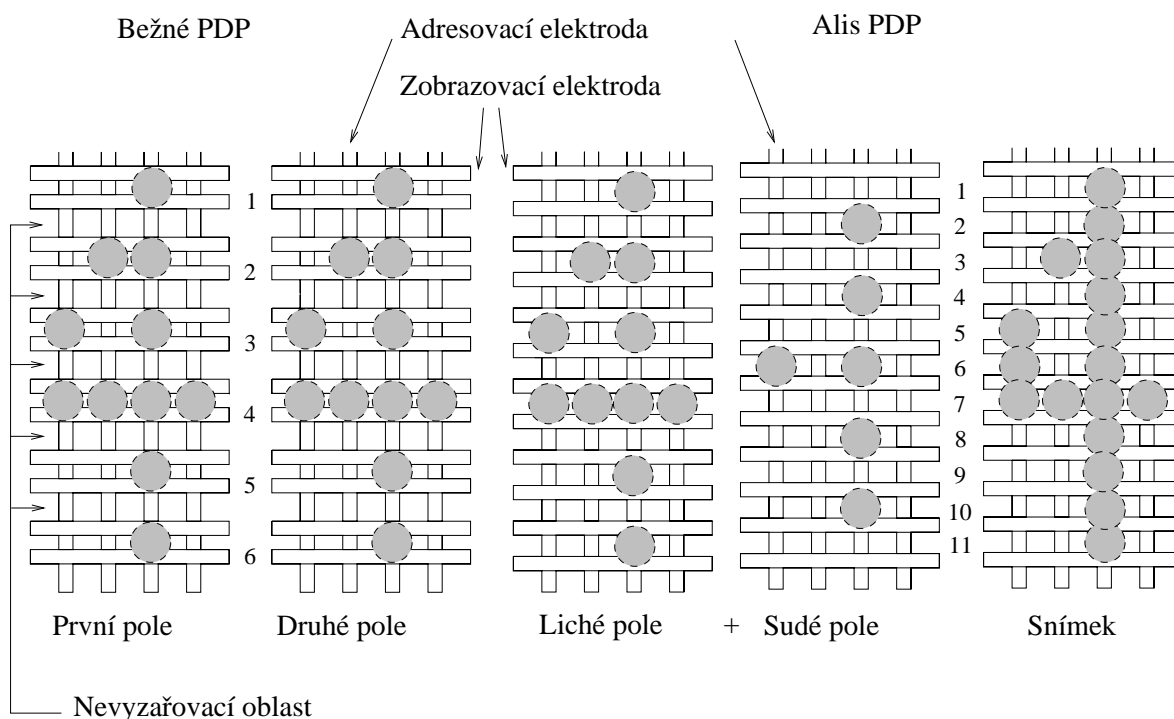 Bežné PDP
Adresovací elektroda
Alis PDP
Zobrazovací elektroda
1
2
3
4
5
6
1
2
3
4
5
6
7
8
9
10
11
První pole
Druhé pole
Liché pole
+
Sudé pole
Snímek
Nevyzařovací oblast